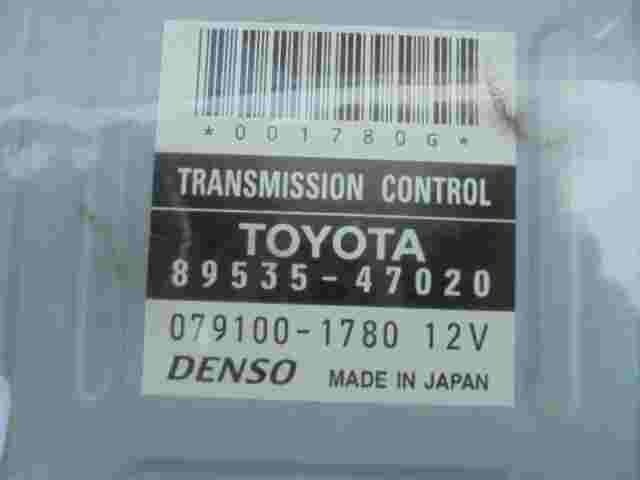 *001780G*
TRANSMISSION CONTROL
TOYOTA
89535-47020
079100-1780 12V
DENSO MADE IN JAPAN